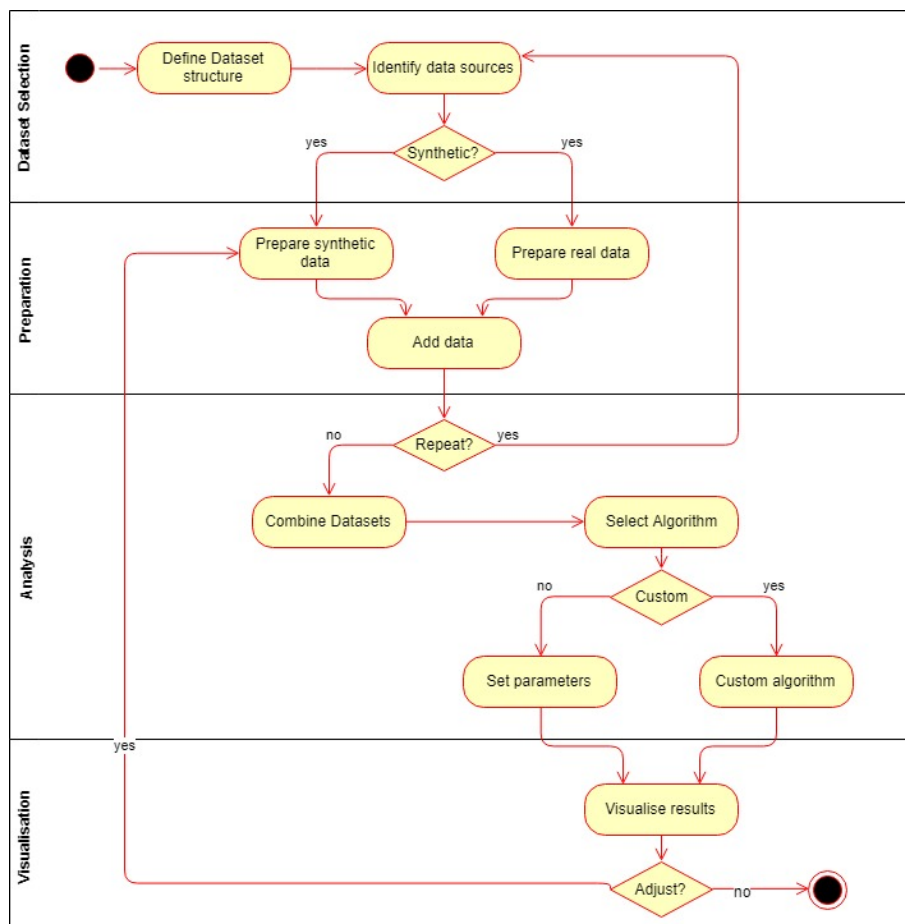 Dataset Selection
Define Dataset
structure
Identify data sources
yes
Synthetic?
yes
Preparation
Prepare synthetic
data
Prepare real data
Add data
Analysis
no
Repeat?
yes
Combine Datasets
Select Algorithm
no
Custom
yes
Set parameters
Custom algorithm
yes
Visualisation
Visualise results
Adjust?
no